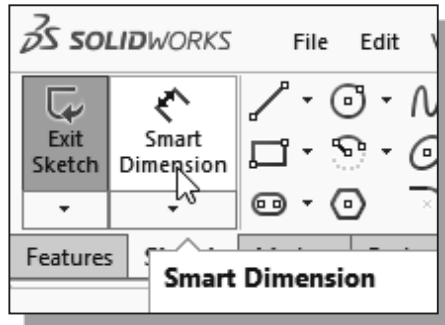 SOLIDWORKS File Edit
Exit Sketch
Smart Dimension
Features
Smart Dimension